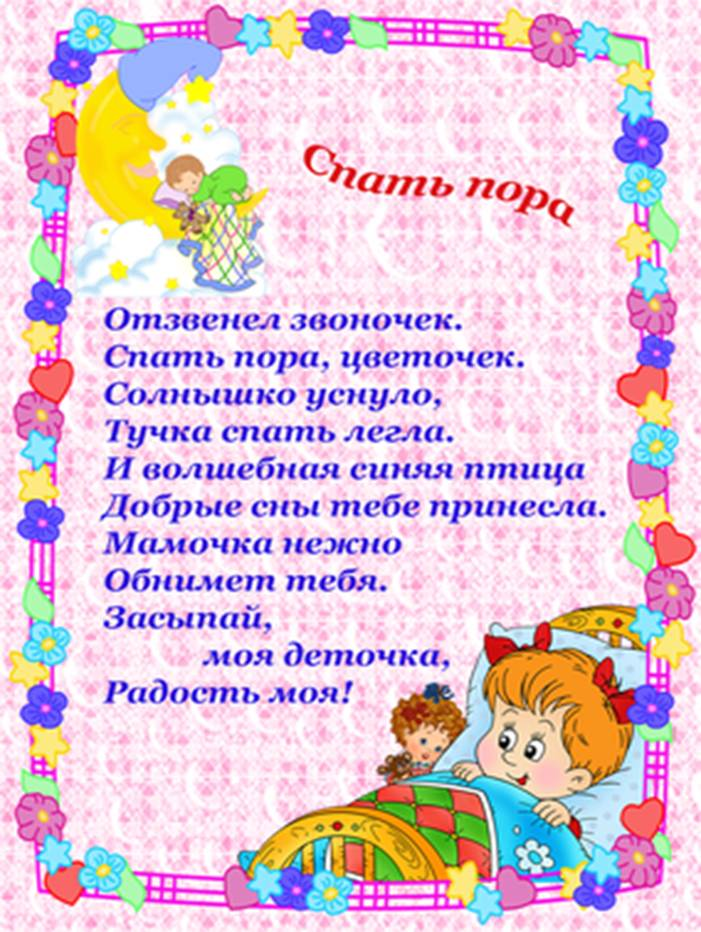 Спать пора
Отзвенел звоночек.
Спать пора, цветочек.
Солнышко уснуло,
Тучка спать легла.
И волшебная синяя птица
Добрые сны тебе принесла.
Мамочка нежно
Обнимет тебя.
Засыпай,
моя деточка,
Радость моя!